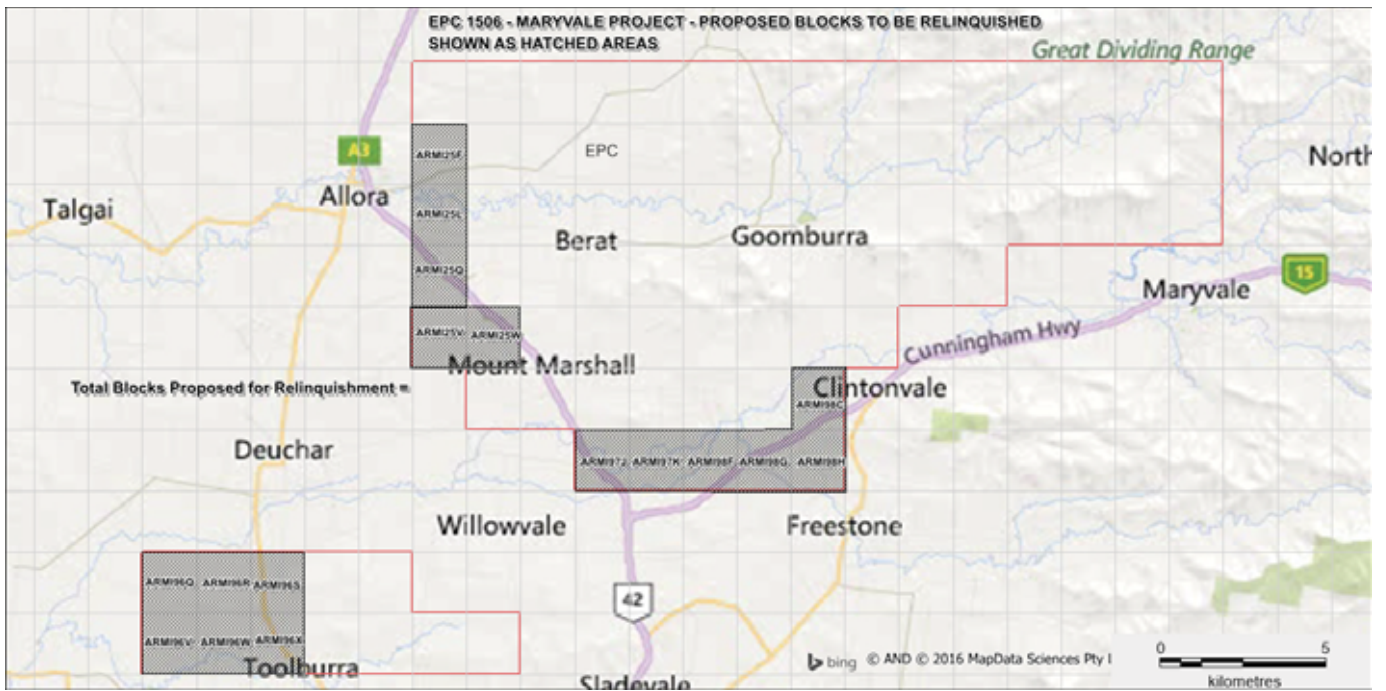 EPC 1506 - MARYVALE PROJECT - PROPOSED BLOCKS TO BE RELINQUISHED
SHOWN AS HATCHED AREAS
Great Dividing Range
A3
ARMI25F
EPC
North
Allora
Talgai
ARMI25L
Berat
Goomburra
ARMI25Q
15
Maryvale
ARMI25V ARMI25W
Cunningham Hwy
Mount Marshall
Total Blocks Proposed for Relinquishment =
Clintonvale
ARMI98C
Deuchar
ARMI97J ARMI97K ARMI98F ARMI98G ARMI98H
Willowvale
Freestone
ARMI96Q ARMI96R ARMI96S
42
ARMI96V ARMI96W ARMI96X
Toolburra
Sladevale
bing © AND © 2016 MapData Sciences Pty l
0 5
kilometres